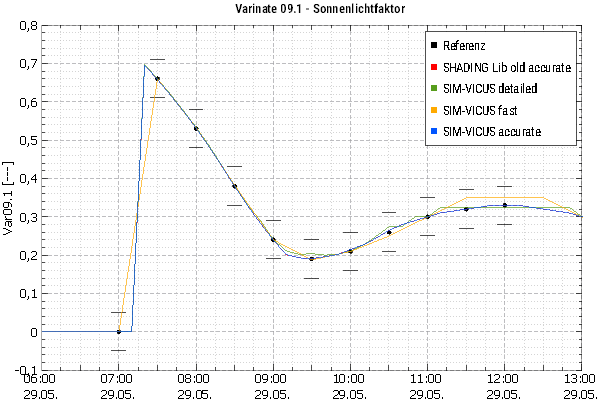 Varinate 09.1 - Sonnenlichtfaktor
0,8
0,7
0,6
0,5
0,4
0,3
0,2
0,1
0
-0,1
Var09.1 [---]
Referenz
SHADING Lib old accurate
SIM-VICUS detailed
SIM-VICUS fast
SIM-VICUS accurate
06:00 07:00 08:00 09:00 10:00 11:00 12:00 13:00
29.05. 29.05. 29.05. 29.05. 29.05. 29.05. 29.05. 29.05.